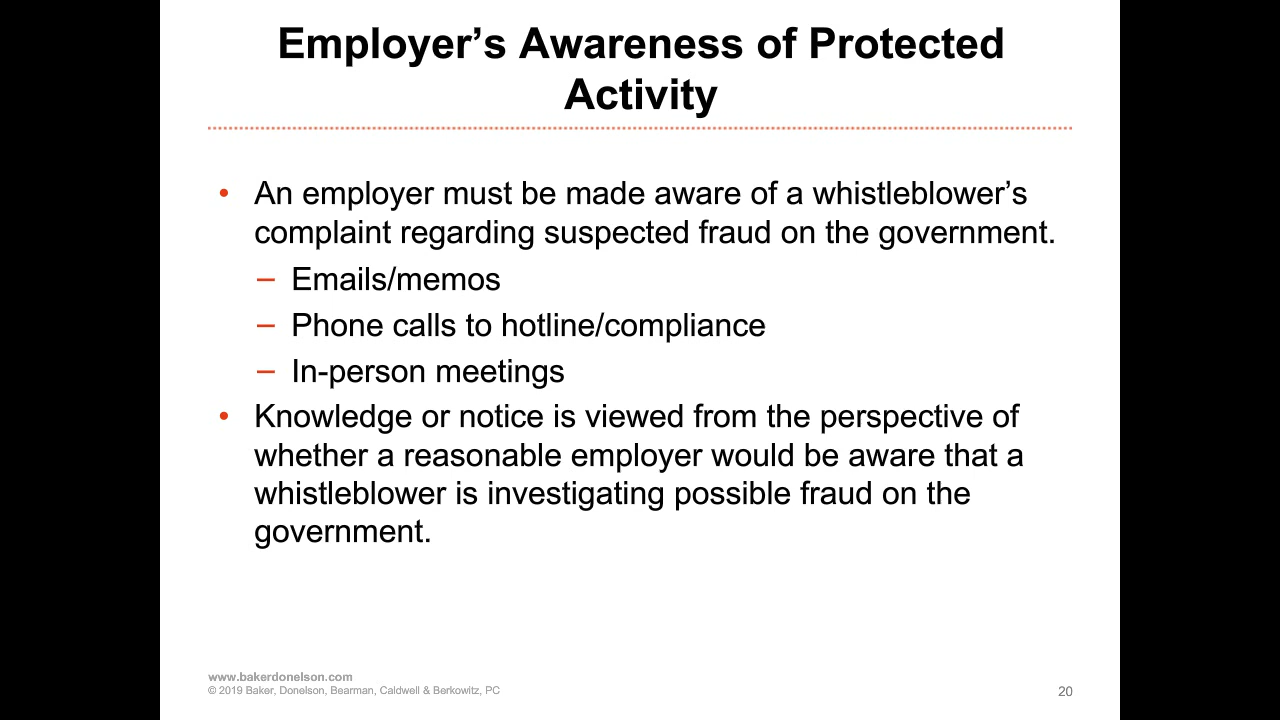 Employer’s Awareness of Protected
Activity
• An employer must be made aware of a whistleblower’s
complaint regarding suspected fraud on the government.
– Emails/memos
– Phone calls to hotline/compliance
– In-person meetings
• Knowledge or notice is viewed from the perspective of
whether a reasonable employer would be aware that a
whistleblower is investigating possible fraud on the
government.
www.bakerdonelson.com
© 2019 Baker, Donelson, Bearman, Caldwell & Berkowitz, PC
20